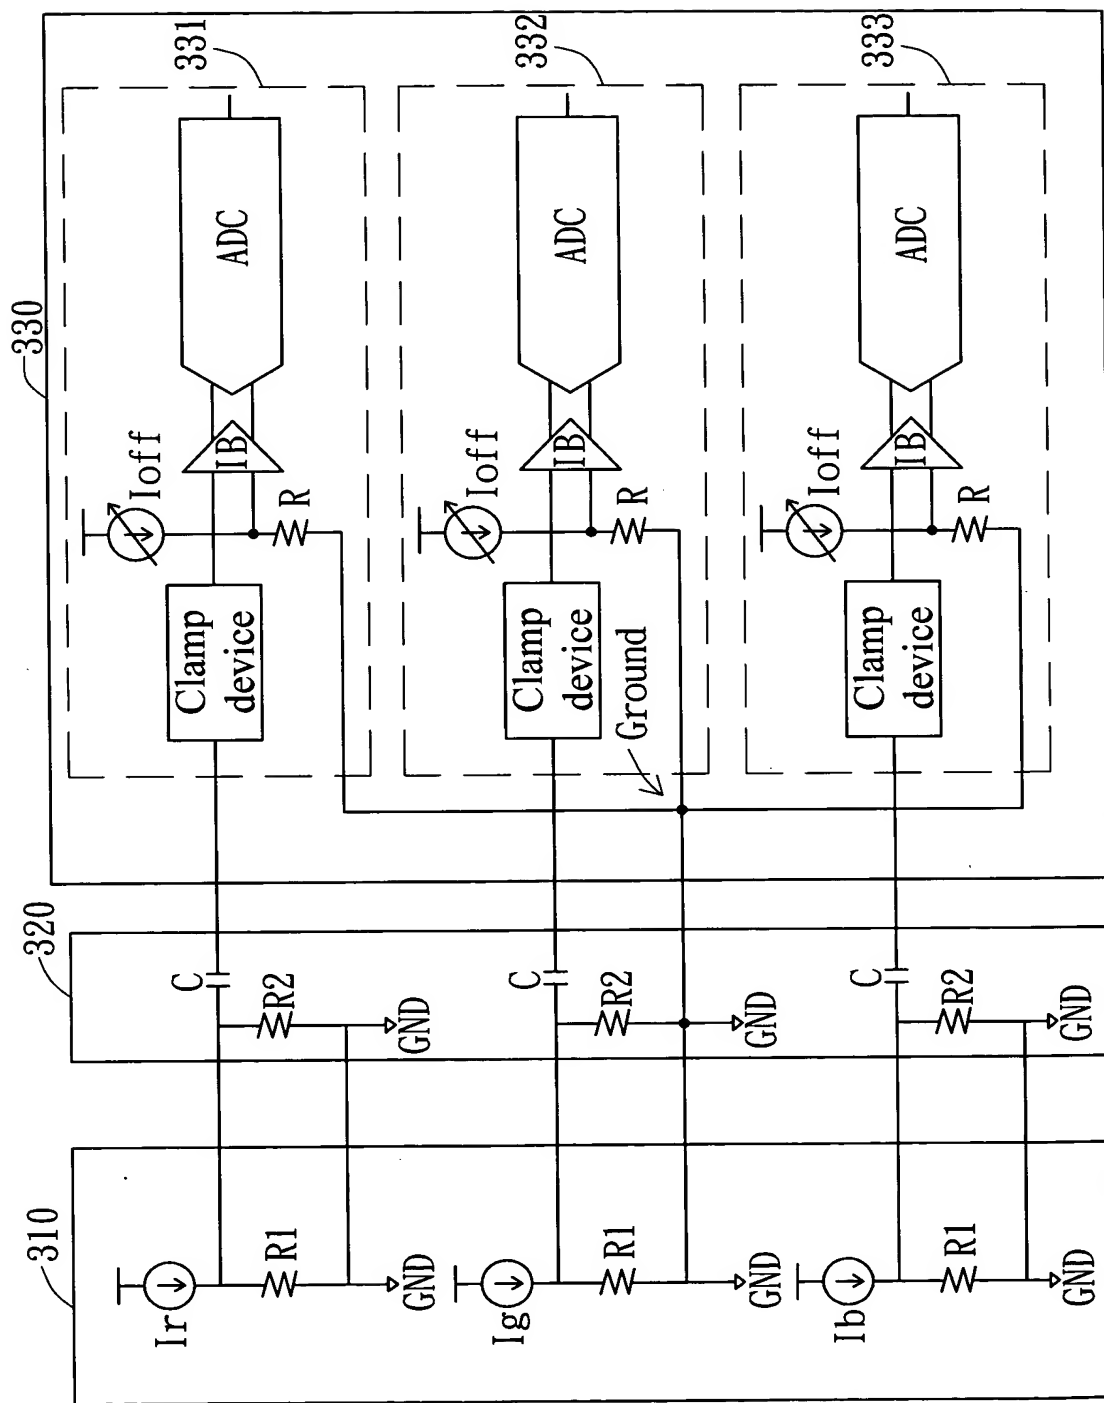 310
Ir
R1
GND
Ig
R1
GND
Ib
R1
GND
320
C
R2
GND
C
R2
GND
C
R2
GND
330
331
Clamp
device
Ioff
R
IB
ADC
332
Clamp
device
Ioff
R
IB
ADC
Ground
333
Clamp
device
Ioff
R
IB
ADC